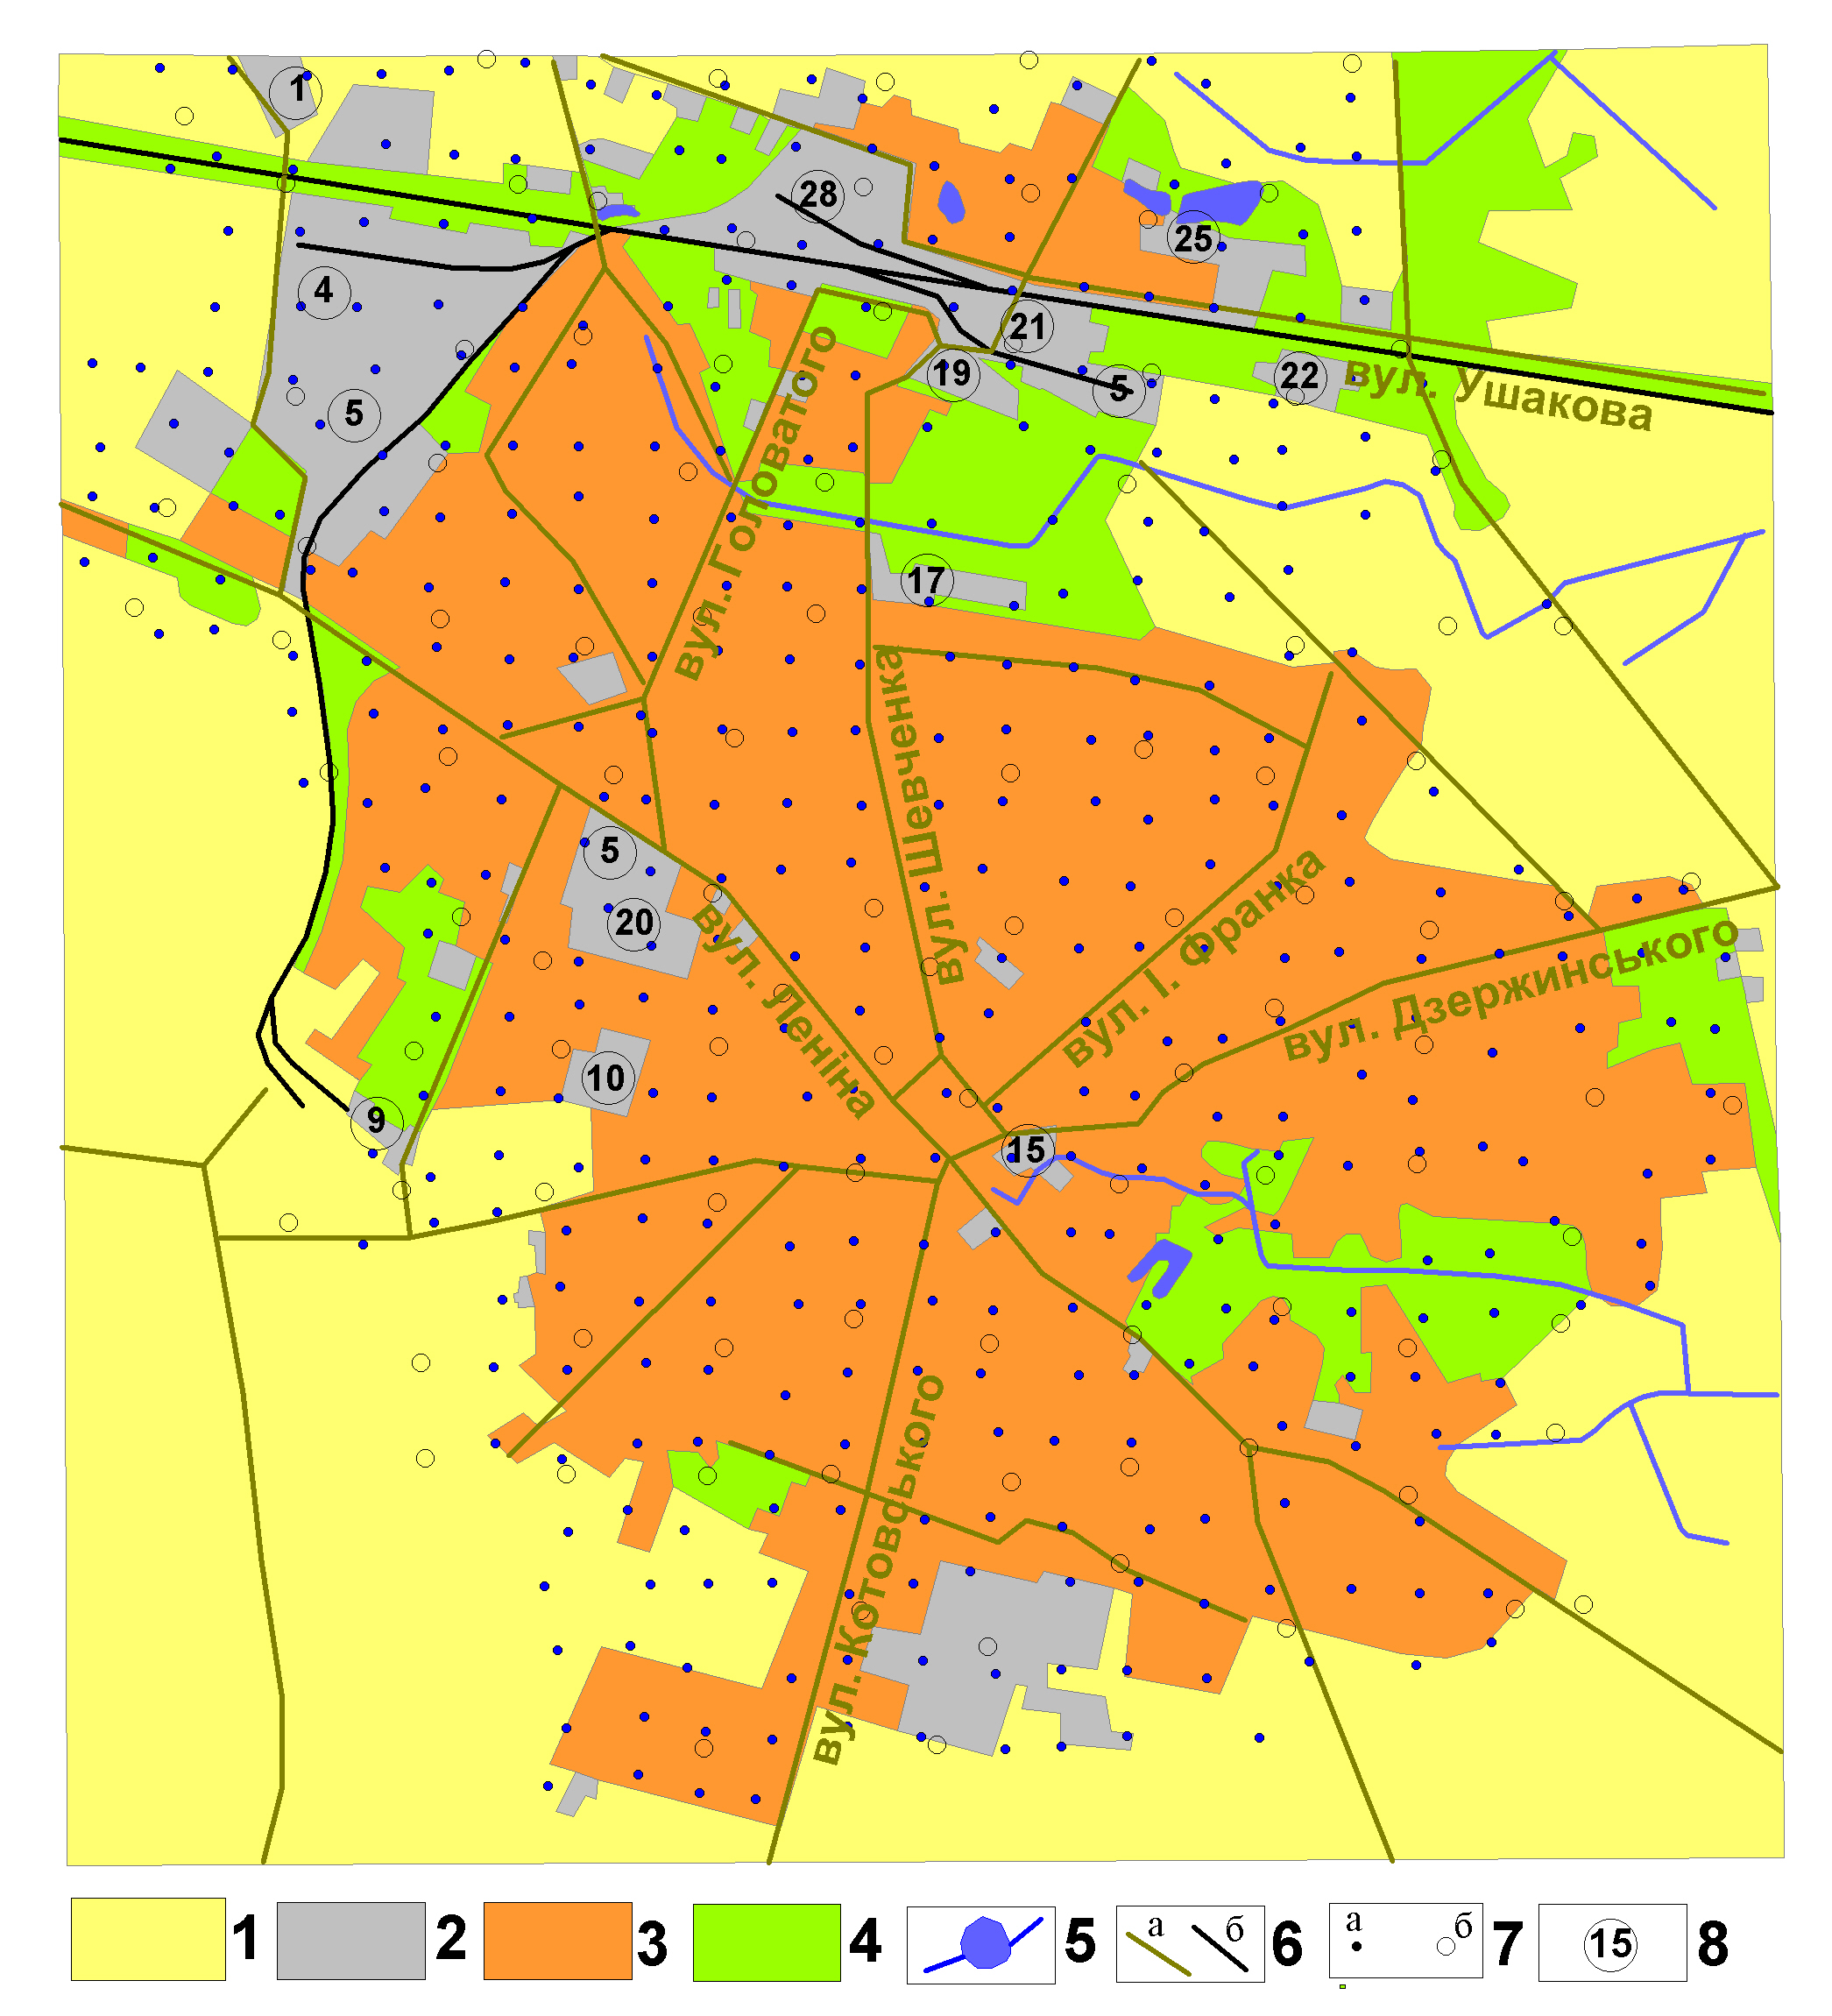 1
28
25
4
21
19
5
22
5
вул. Ушакова
вул. Головатого
17
вул. Шевченка
5
20
вул. І. Франка
вул. Леніна
вул. Дзержинського
10
9
15
вул. Котовського
1
2
3
4
5
а б 6
а б 7
15 8